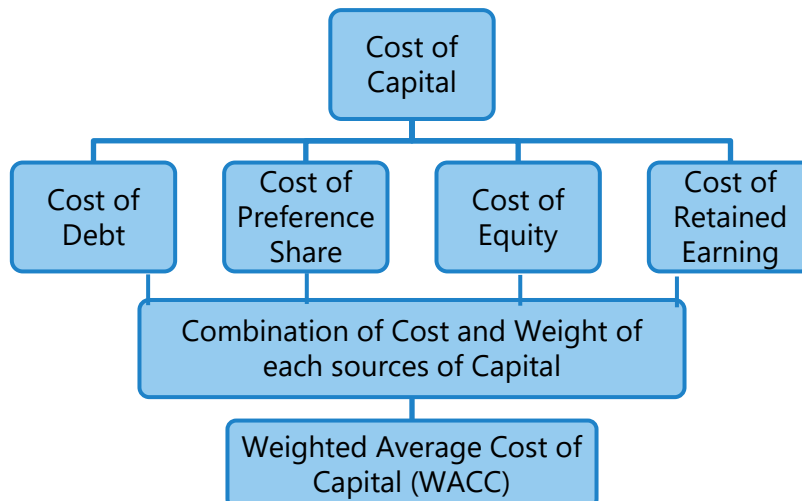 Cost of
Capital
Cost of
Debt
Cost of
Preference
Share
Cost of
Equity
Cost of
Retained
Earning
Combination of Cost and Weight of
each sources of Capital
Weighted Average Cost of
Capital (WACC)